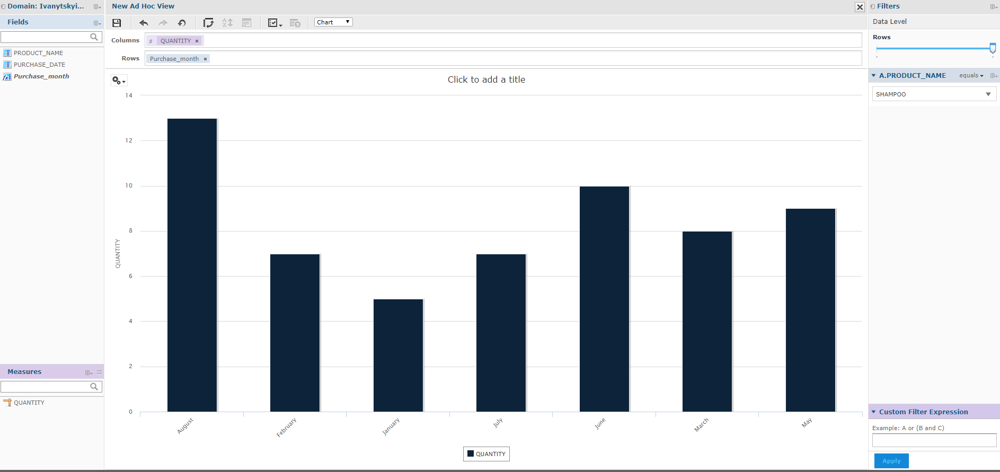 Domain: Ivanytskyi...
New Ad Hoc View
Filters
Fields
Chart
Data Level
Columns
# QUANTITY
Rows
Purchase_month
Rows
PRODUCT_NAME
PURCHASE_DATE
Purchase_month
Click to add a title
A.PRODUCT_NAME equals
SHAMPOO
14
12
10
8
6
4
2
0
QUANTITY
August
February
January
July
June
March
May
QUANTITY
Measures
QUANTITY
Custom Filter Expression
Example: A or (B and C)
Apply